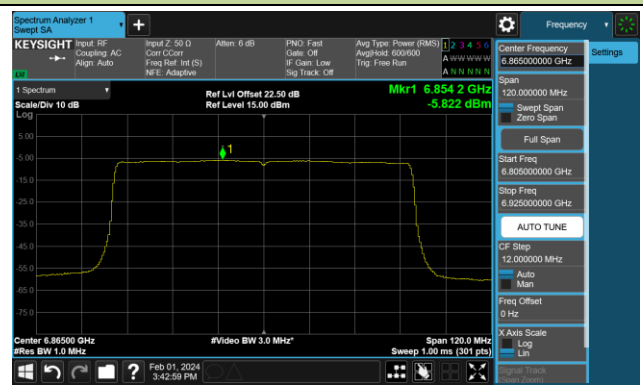 Spectrum Analyzer 1
Swept SA
Frequency
KEYSIGHT
Input: RF
Coupling: AC
Align: Auto
Input Z: 50 Ω
Corr CCorr
Freq Ref: Int (S)
NFE: Adaptive
Atten: 6 dB
PNO: Fast
Gate: Off
IF Gain: Low
Sig Track: Off
Avg Type: Power (RMS)
Avg|Hold: 600/600
Trig: Free Run
1 2 3 4 5 6
A W W W W W
A N N N N N
LW
1 Spectrum
Scale/Div 10 dB
Log
Ref Lvl Offset 22.50 dB
Ref Level 15.00 dBm
Mkr1 6.854 2 GHz
-5.822 dBm
1
5.00
-5.00
-15.0
-25.0
-35.0
-45.0
-55.0
-65.0
-75.0
Center 6.86500 GHz
#Res BW 1.0 MHz
#Video BW 3.0 MHz*
Span 120.0 MHz
Sweep 1.00 ms (301 pts)
Center Frequency
6.865000000 GHz
Settings
Span
120.000000 MHz
Swept Span
Zero Span
Full Span
Start Freq
6.805000000 GHz
Stop Freq
6.925000000 GHz
AUTO TUNE
CF Step
12.000000 MHz
Auto
Man
Freq Offset
0 Hz
X Axis Scale
Log
Lin
Signal Track
(Span Zoom)
Feb 01, 2024
3:42:59 PM